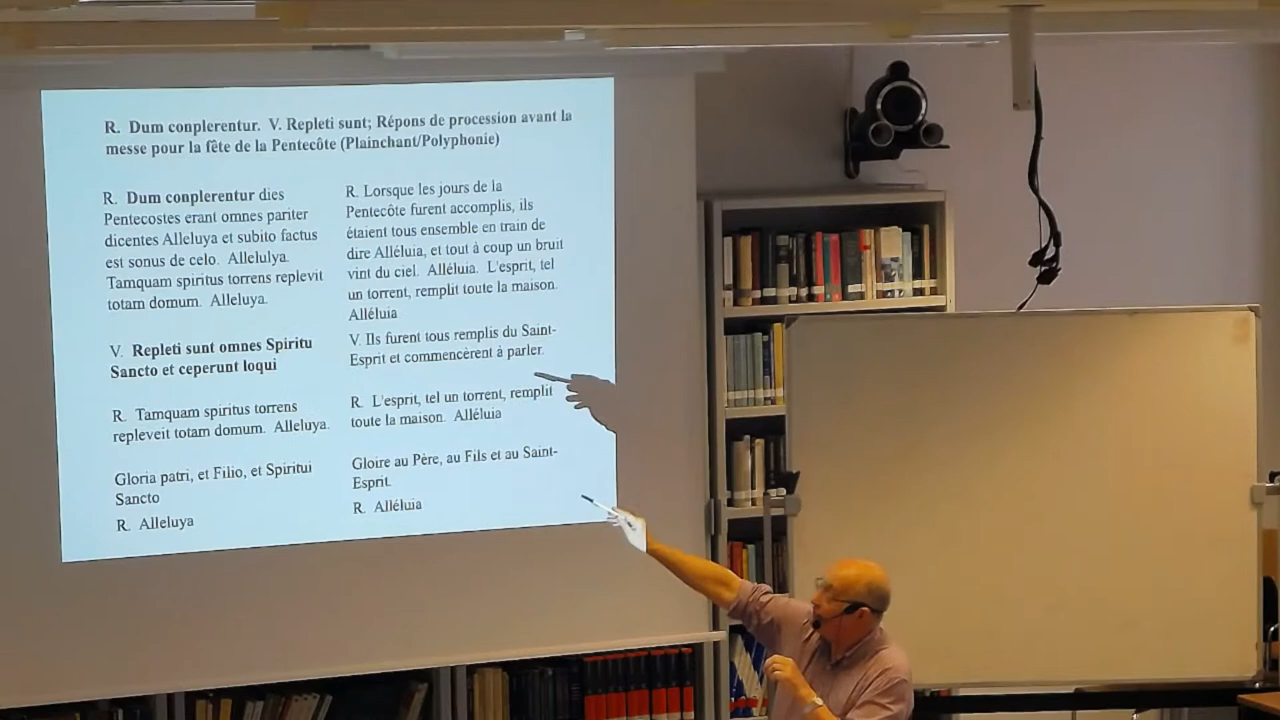 R. Dum conplerentur. V. Repleti sunt; Répons de procession avant la
messe pour la fête de la Pentecôte (Plainchant/Polyphonie)
R. Dum conplerentur dies
Pentecostes erant omnes pariter
dicentes Alleluya et subito factus
est sonus de celo. Allelulya.
Tamquam spiritus torrens replevit
totam domum. Alleluya.
V. Repleti sunt omnes Spiritu
Sancto et ceperunt loqui
R. Tamquam spiritus torrens
repleveit totam domum. Alleluya.
Gloria patri, et Filio, et Spiritui
Sancto
R. Alleluya
R. Lorsque les jours de la
Pentecôte furent accomplis, ils
étaient tous ensemble en train de
dire Alléluia, et tout à coup un bruit
vint du ciel. Alléluia. L'esprit, tel
un torrent, remplit toute la maison.
Alléluia
V. Ils furent tous remplis du Saint-
Esprit et commencèrent à parler.
R. L'esprit, tel un torrent, remplit
toute la maison. Alléluia
Gloire au Père, au Fils et au Saint-
Esprit.
R. Alléluia